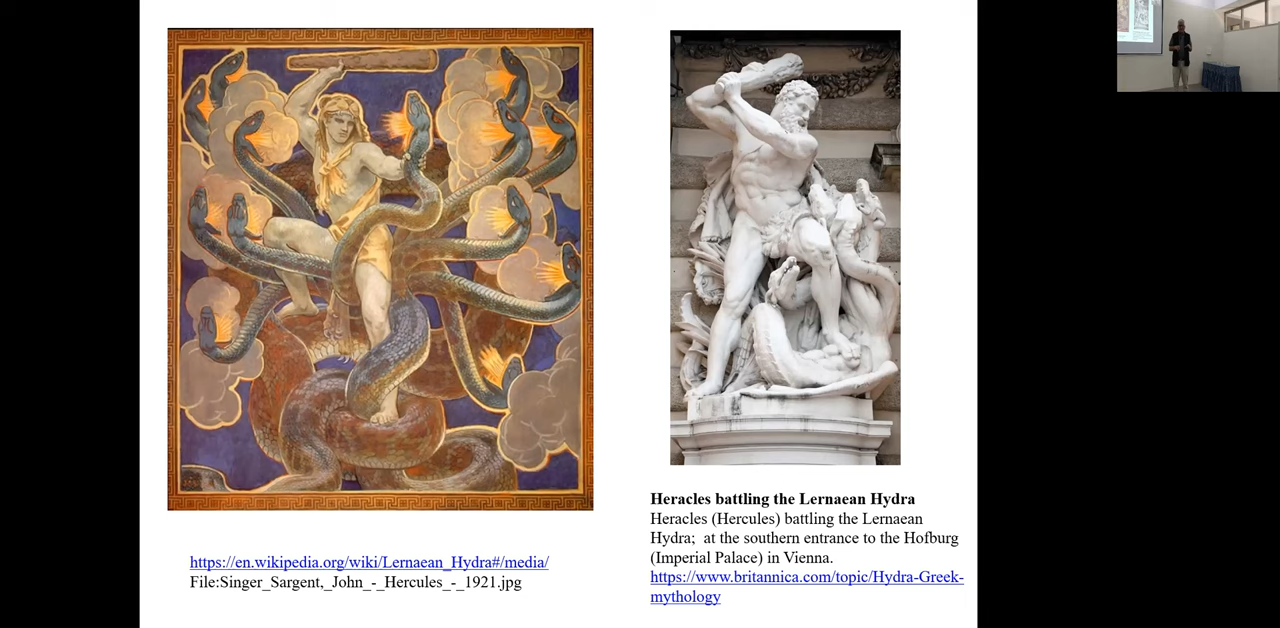 https://en.wikipedia.org/wiki/Lernaean_Hydra#/media/
File:Singer_Sargent,_John_-_Hercules_-_1921.jpg
Heracles battling the Lernaean Hydra
Heracles (Hercules) battling the Lernaean
Hydra;  at the southern entrance to the Hofburg
(Imperial Palace) in Vienna.
https://www.britannica.com/topic/Hydra-Greek-
mythology